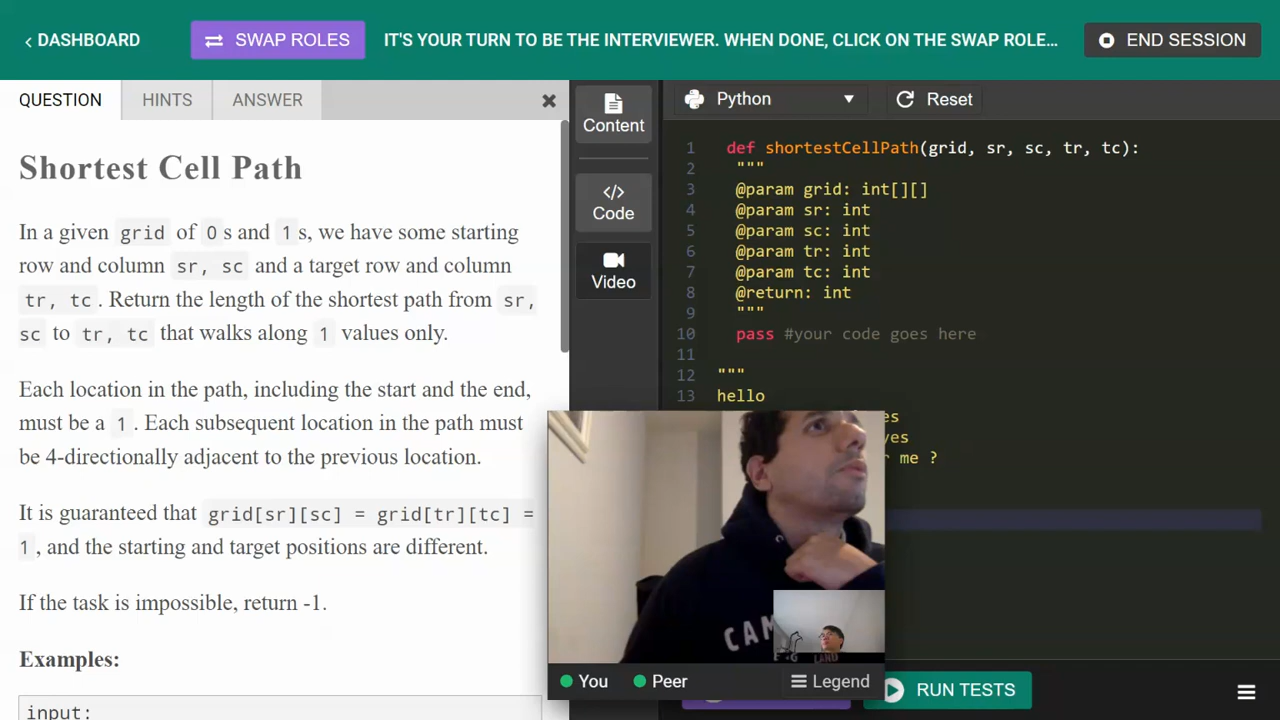 DASHBOARD
SWAP ROLES
IT'S YOUR TURN TO BE THE INTERVIEWER. WHEN DONE, CLICK ON THE SWAP ROLE...
END SESSION
QUESTION
HINTS
ANSWER
Shortest Cell Path
In a given grid of 0 s and 1 s, we have some starting
row and column sr, sc and a target row and column
tr, tc . Return the length of the shortest path from sr,
sc to tr, tc that walks along 1 values only.
Each location in the path, including the start and the end,
must be a 1 . Each subsequent location in the path must
be 4-directionally adjacent to the previous location.
It is guaranteed that grid[sr][sc] = grid[tr][tc] =
1 , and the starting and target positions are different.
If the task is impossible, return -1.
Examples:
input:
Content
Code
Video
Python
Reset
1 def shortestCellPath(grid, sr, sc, tr, tc):
2 """
3 @param grid: int[][]
4 @param sr: int
5 @param sc: int
6 @param tr: int
7 @param tc: int
8 @return: int
9 """
10 pass #your code goes here
11
12 """
13 hello
es
yes
r me ?
CAM
LAND
You
Peer
Legend
RUN TESTS